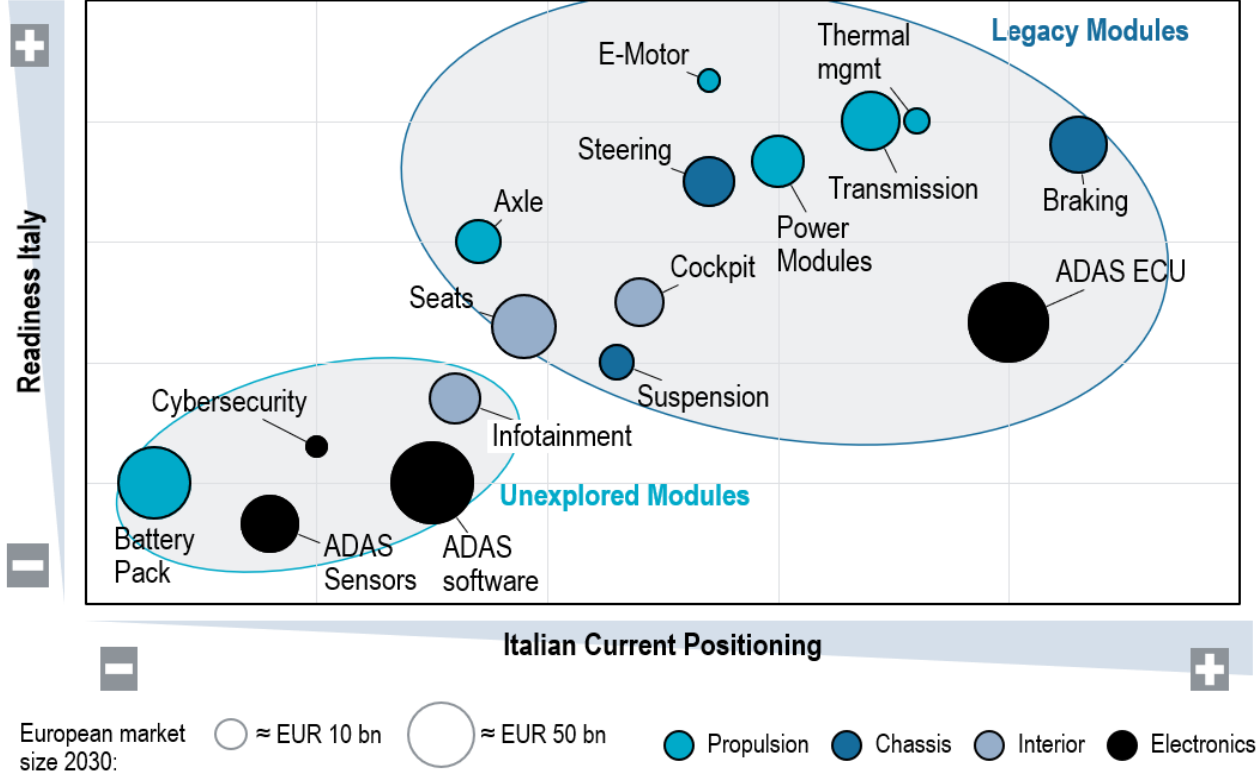 Legacy Modules
E-Motor
Thermal
mgmt
Steering
Transmission
Braking
Axle
Power
Modules
Cockpit
ADAS ECU
Seats
Suspension
Cybersecurity
Infotainment
Unexplored Modules
Battery
Pack
ADAS
Sensors
ADAS
software
Readiness Italy
Italian Current Positioning
European market
size 2030:
≈ EUR 10 bn
≈ EUR 50 bn
Propulsion
Chassis
Interior
Electronics